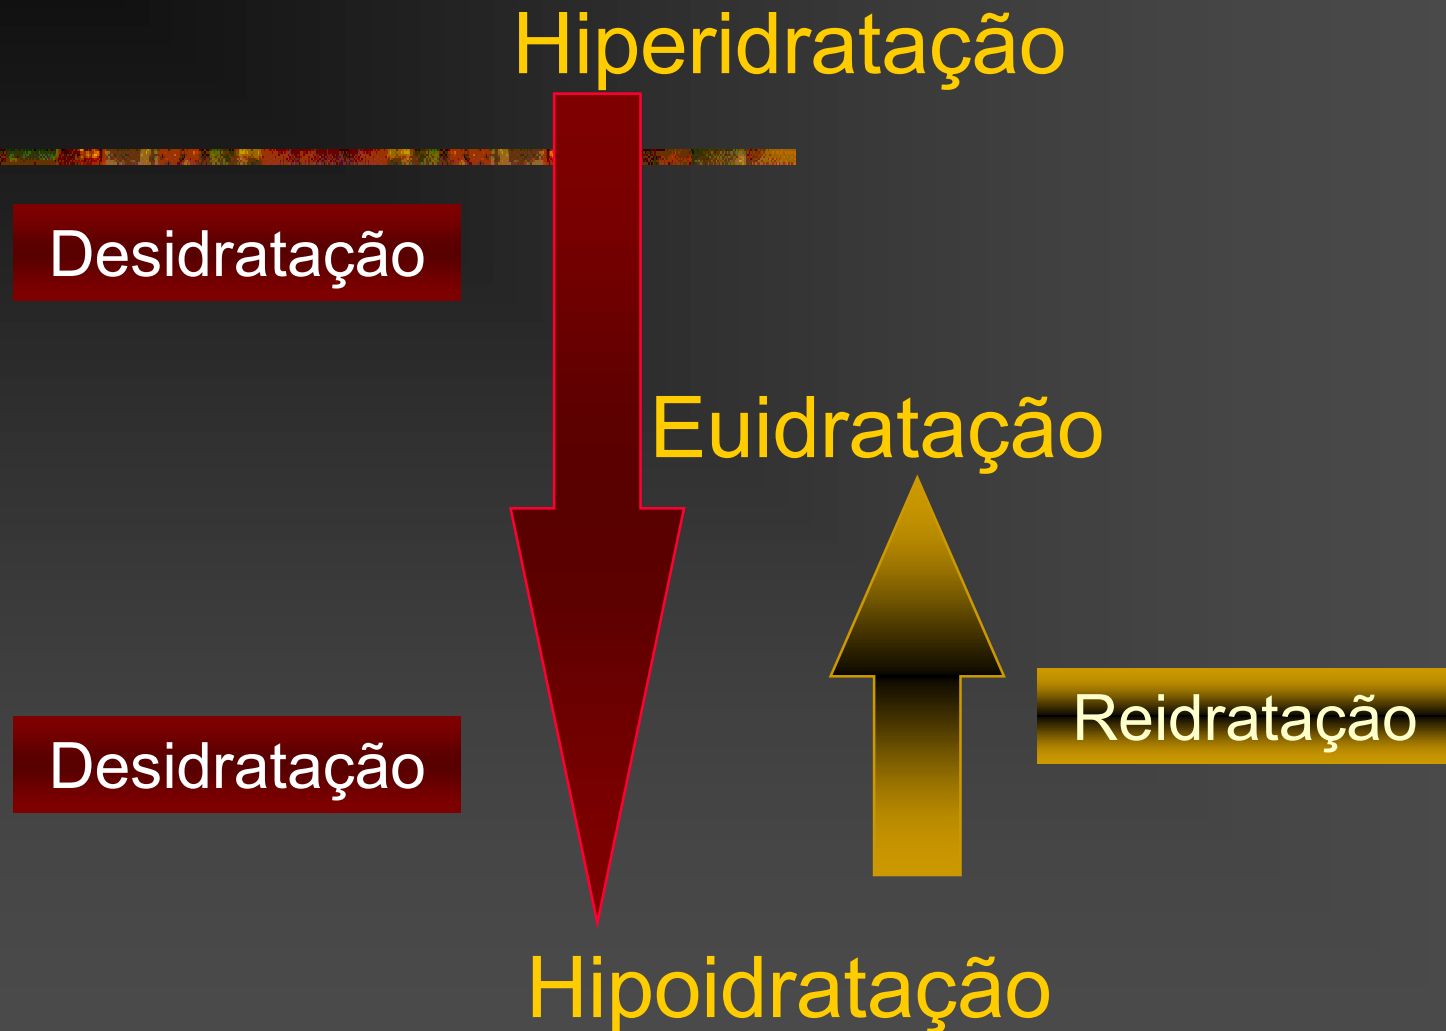 Hiperidratação
Desidratação
Euidratação
Reidratação
Desidratação
Hipoidratação